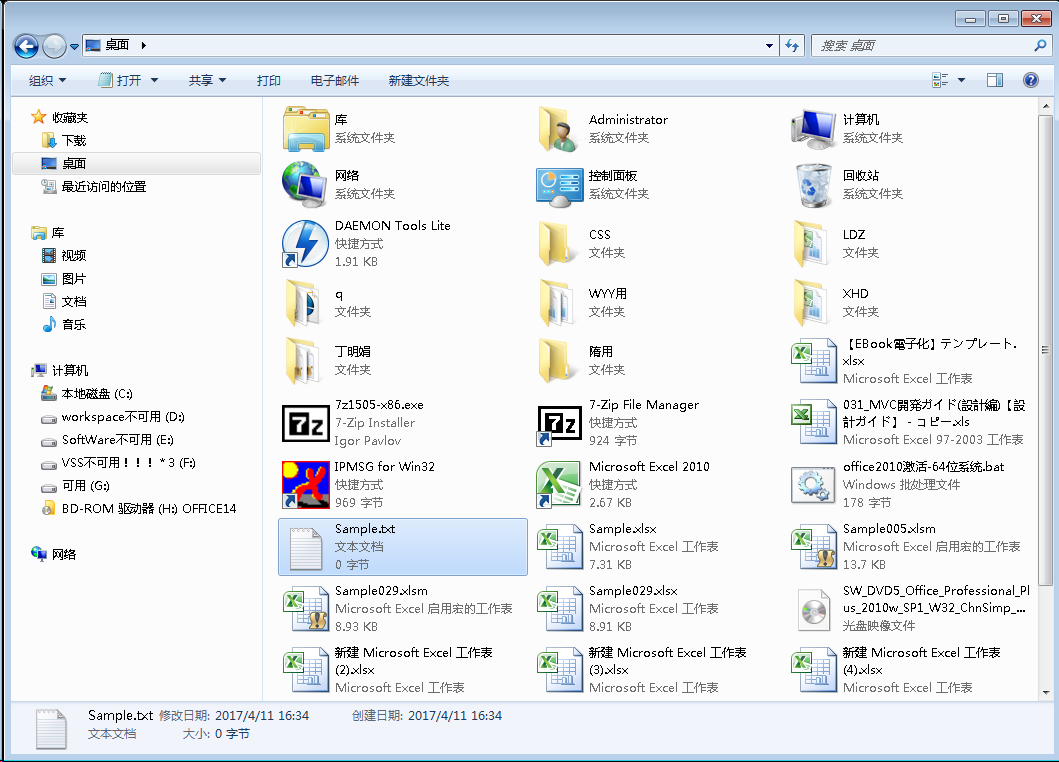 桌面
搜索 桌面
组织 打开 共享 打印 电子邮件 新建文件夹
收藏夹
下载
桌面
最近访问的位置
库
视频
图片
文档
音乐
计算机
本地磁盘 (C:)
workspace不可用 (D:)
SoftWare不可用 (E:)
VSS不可用！！！*3 (F:)
可用 (G:)
BD-ROM 驱动器 (H:) OFFICE14
网络
库
系统文件夹
Administrator
系统文件夹
计算机
系统文件夹
网络
系统文件夹
控制面板
系统文件夹
回收站
系统文件夹
DAEMON Tools Lite
快捷方式
1.91 KB
CSS
文件夹
LDZ
文件夹
q
文件夹
WYY用
文件夹
XHD
文件夹
丁明娟
文件夹
隋用
文件夹
【EBook電子化】テンプレート.
xlsx
Microsoft Excel 工作表
7z1505-x86.exe
7-Zip Installer
Igor Pavlov
7-Zip File Manager
快捷方式
924 字节
031_MVC開発ガイド(設計編)【設
計ガイド】 - コピー.xls
Microsoft Excel 97-2003 工作表
IPMSG for Win32
快捷方式
969 字节
Microsoft Excel 2010
快捷方式
2.67 KB
office2010激活-64位系统.bat
Windows 批处理文件
178 字节
Sample.txt
文本文档
0 字节
Sample.xlsx
Microsoft Excel 工作表
7.31 KB
Sample005.xlsm
Microsoft Excel 启用宏的工作表
13.7 KB
Sample029.xlsm
Microsoft Excel 启用宏的工作表
8.93 KB
Sample029.xlsx
Microsoft Excel 工作表
8.91 KB
SW_DVD5_Office_Professional_Pl
us_2010w_SP1_W32_ChnSimp_...
光盘映像文件
新建 Microsoft Excel 工作表
(2).xlsx
Microsoft Excel 工作表
新建 Microsoft Excel 工作表
(3).xlsx
Microsoft Excel 工作表
新建 Microsoft Excel 工作表
(4).xlsx
Microsoft Excel 工作表
Sample.txt 修改日期: 2017/4/11 16:34 创建日期: 2017/4/11 16:34
文本文档 大小: 0 字节